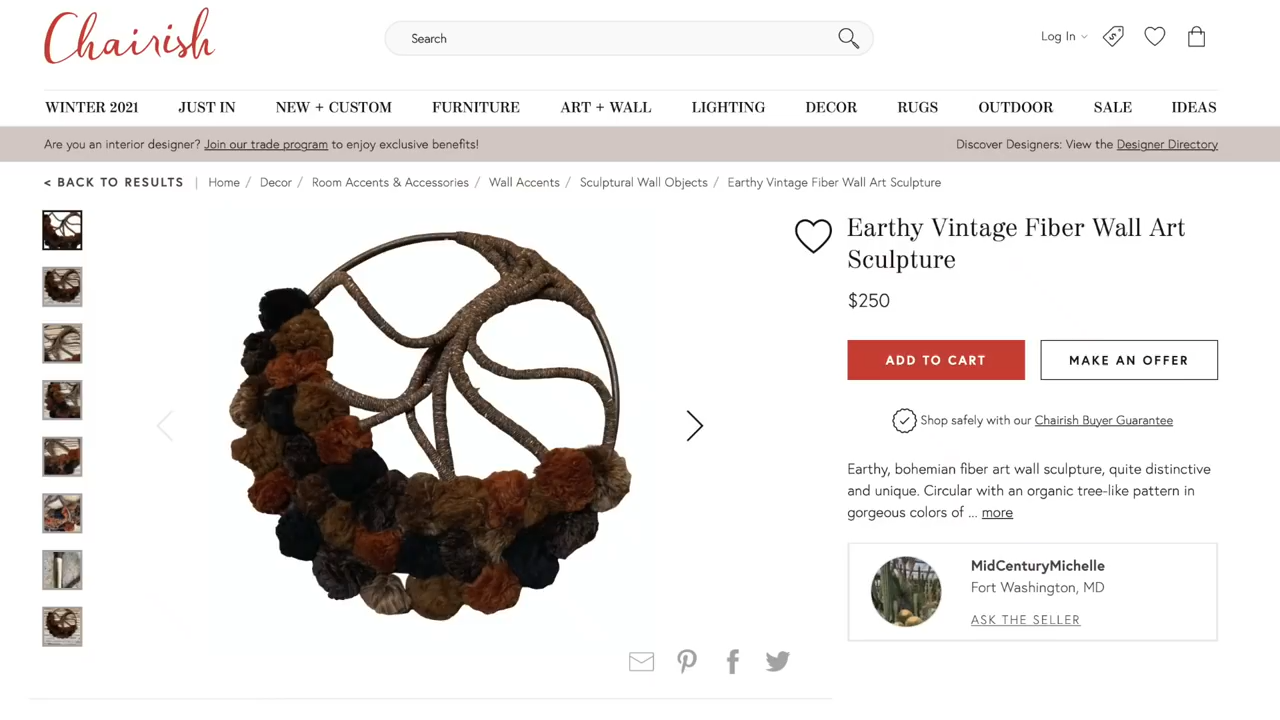 Chairish
Search
Log In
WINTER 2021 JUST IN NEW + CUSTOM FURNITURE ART + WALL LIGHTING DECOR RUGS OUTDOOR SALE IDEAS
Are you an interior designer? Join our trade program to enjoy exclusive benefits! Discover Designers: View the Designer Directory
< BACK TO RESULTS | Home / Decor / Room Accents & Accessories / Wall Accents / Sculptural Wall Objects / Earthy Vintage Fiber Wall Art Sculpture
Earthy Vintage Fiber Wall Art
Sculpture
$250
ADD TO CART MAKE AN OFFER
Shop safely with our Chairish Buyer Guarantee
Earthy, bohemian fiber art wall sculpture, quite distinctive
and unique. Circular with an organic tree-like pattern in
gorgeous colors of ... more
MidCenturyMichelle
Fort Washington, MD
ASK THE SELLER